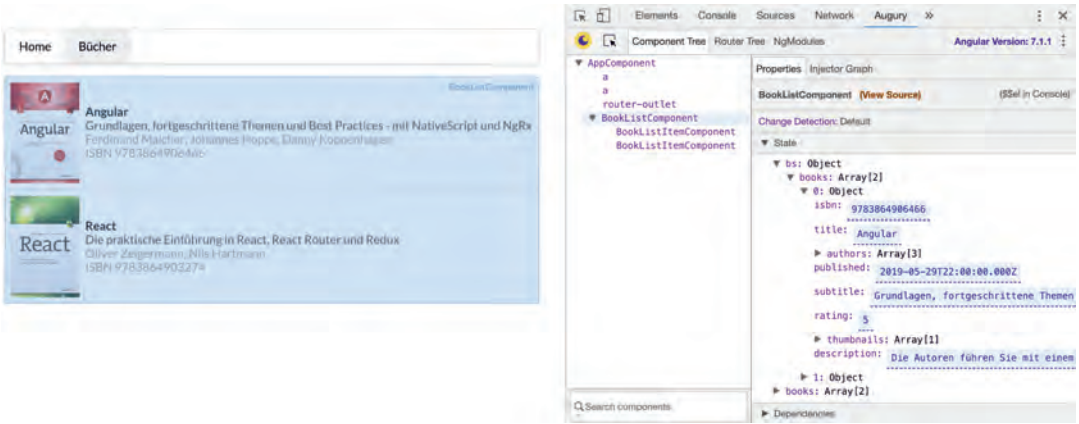 Home Bücher
BookListComponent
Angular
Angular
Grundlagen, fortgeschrittene Themen und Best Practices - mit NativeScript und NgRx
Ferdinand Malcher, Johannes Hoppe, Danny Koppenhagen
ISBN 9783864906466
React
React
Die praktische Einführung in React, React Router und Redux
Oliver Zeigermann, Nils Hartmann
ISBN 9783864903274
Elements Console Sources Network Augury »
Component Tree Router Tree NgModules Angular Version: 7.1.1
▼ AppComponent
a
a
router-outlet
▼ BookListComponent
BookListItemComponent
BookListItemComponent
Search components
Properties Injector Graph
BookListComponent (View Source) ($$el in Console)
Change Detection: Default
▼ State
▼ bs: Object
▼ books: Array[2]
▼ 0: Object
isbn: 9783864906466
title: Angular
▶ authors: Array[3]
published: 2019-05-29T22:00:00.000Z
subtitle: Grundlagen, fortgeschrittene Themen
rating: 5
▶ thumbnails: Array[1]
description: Die Autoren führen Sie mit einem
▶ 1: Object
▶ books: Array[2]
▶ Dependencies